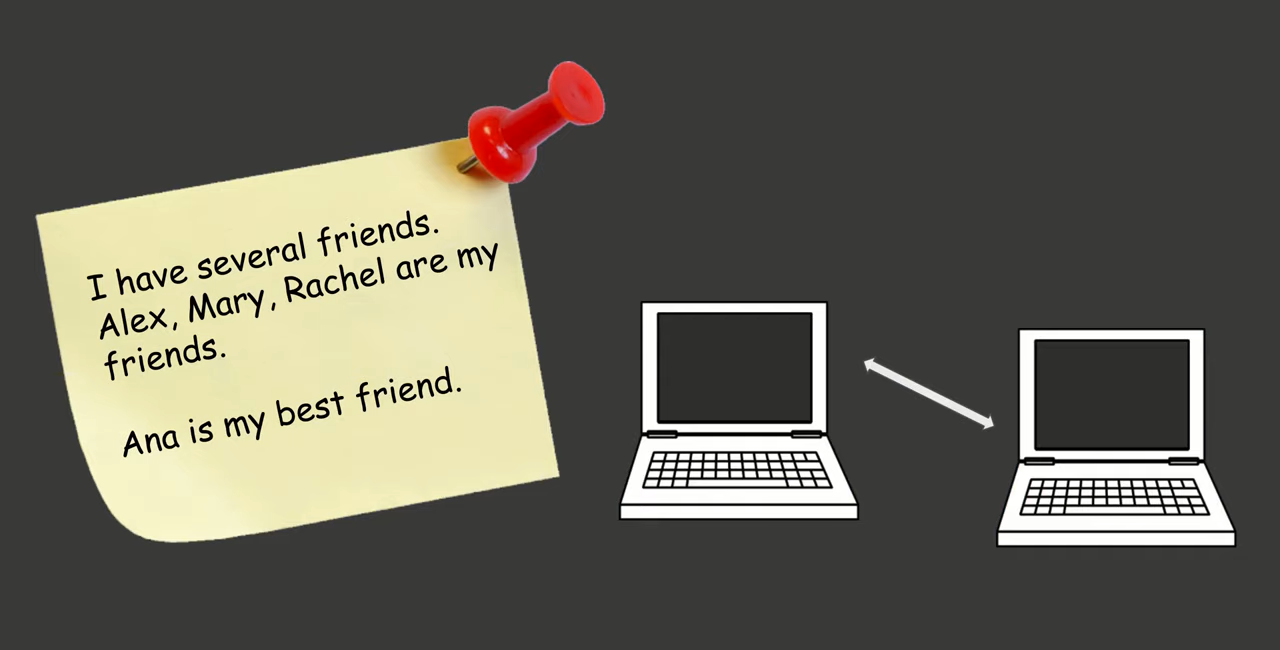 I have several friends.
Alex, Mary, Rachel are my
friends.
Ana is my best friend.